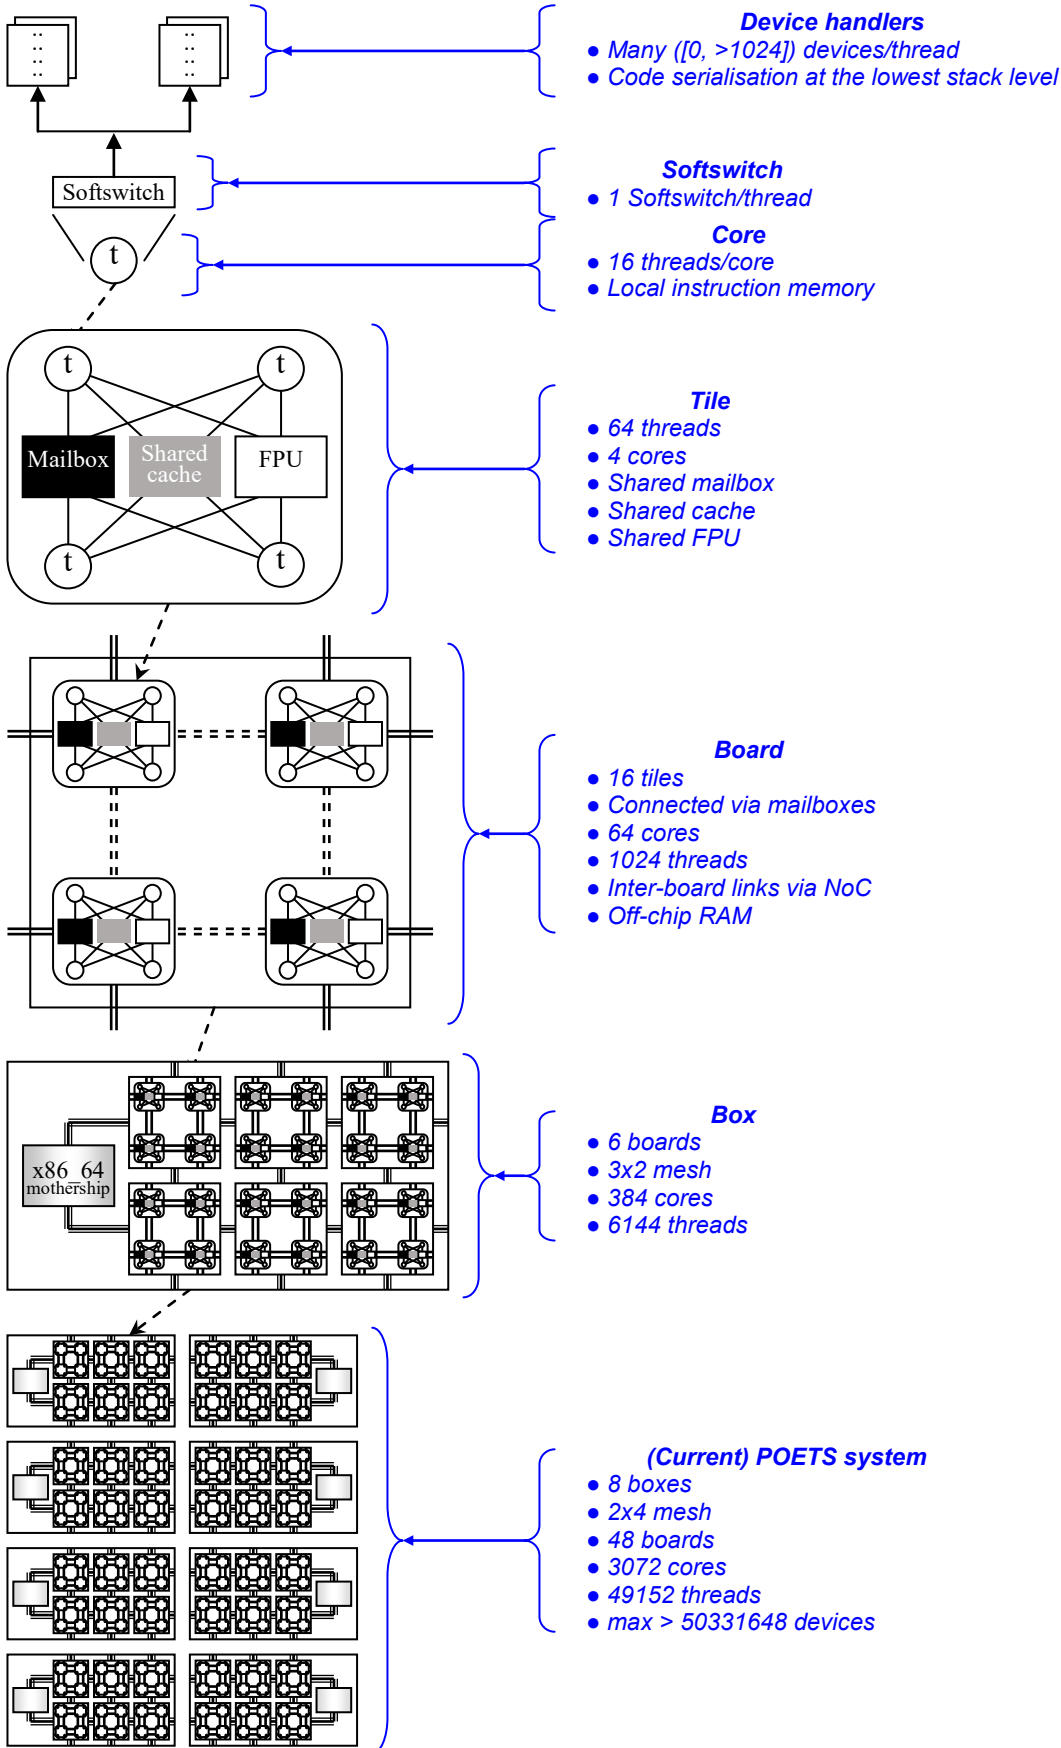 Device handlers
● Many ([0, >1024]) devices/thread
● Code serialisation at the lowest stack level
Softswitch
Softswitch
● 1 Softswitch/thread
t
Core
● 16 threads/core
● Local instruction memory
t
t
Mailbox
Shared
cache
FPU
t
t
Tile
● 64 threads
● 4 cores
● Shared mailbox
● Shared cache
● Shared FPU
Board
● 16 tiles
● Connected via mailboxes
● 64 cores
● 1024 threads
● Inter-board links via NoC
● Off-chip RAM
x86_64
mothership
Box
● 6 boards
● 3x2 mesh
● 384 cores
● 6144 threads
(Current) POETS system
● 8 boxes
● 2x4 mesh
● 48 boards
● 3072 cores
● 49152 threads
● max > 50331648 devices